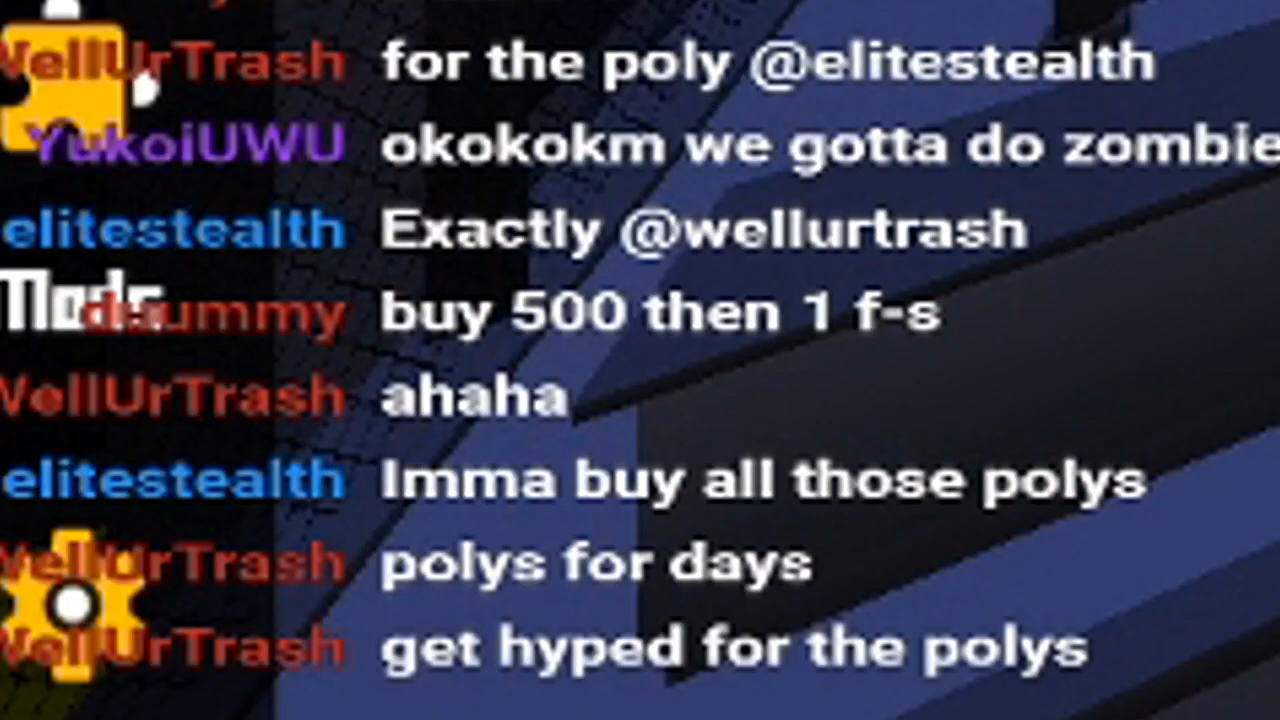 WellUrTrash for the poly @elitestealth
YukoiUWU okokokm we gotta do zombie
elitestealth Exactly @wellurtrash
Mods
buy 500 then 1 f-s
WellUrTrash ahaha
elitestealth Imma buy all those polys
WellUrTrash polys for days
WellUrTrash get hyped for the polys